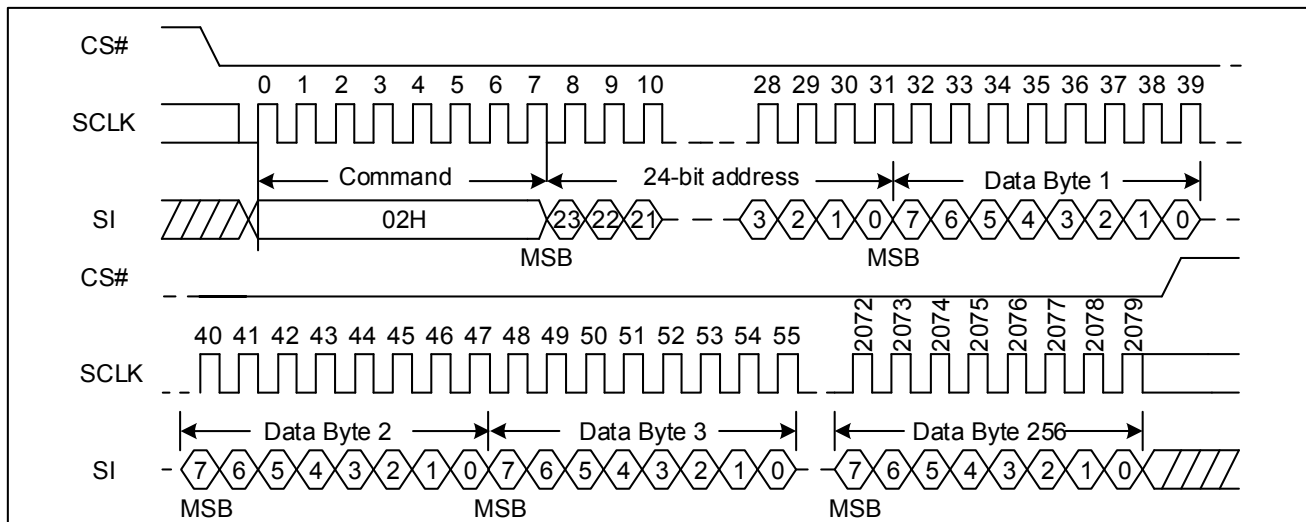 CS#
0 1 2 3 4 5 6 7 8 9 10 28 29 30 31 32 33 34 35 36 37 38 39
SCLK
Command 24-bit address Data Byte 1
SI 02H 23 22 21 3 2 1 0 7 6 5 4 3 2 1 0
MSB MSB
CS#
40 41 42 43 44 45 46 47 48 49 50 51 52 53 54 55 2072 2073 2074 2075 2076 2077 2078 2079
SCLK
Data Byte 2 Data Byte 3 Data Byte 256
SI 7 6 5 4 3 2 1 0 7 6 5 4 3 2 1 0 7 6 5 4 3 2 1 0
MSB MSB MSB